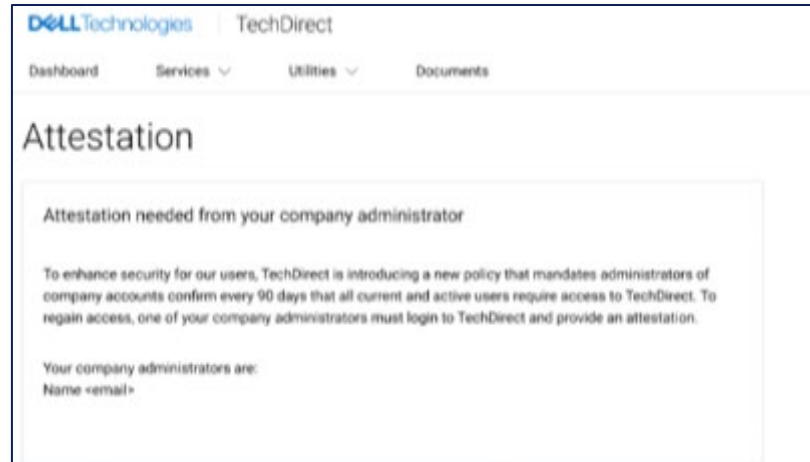 DELLTechnologies TechDirect
Dashboard Services Utilities Documents
Attestation
Attestation needed from your company administrator
To enhance security for our users, TechDirect is introducing a new policy that mandates administrators of
company accounts confirm every 90 days that all current and active users require access to TechDirect. To
regain access, one of your company administrators must login to TechDirect and provide an attestation.
Your company administrators are:
Name <email>